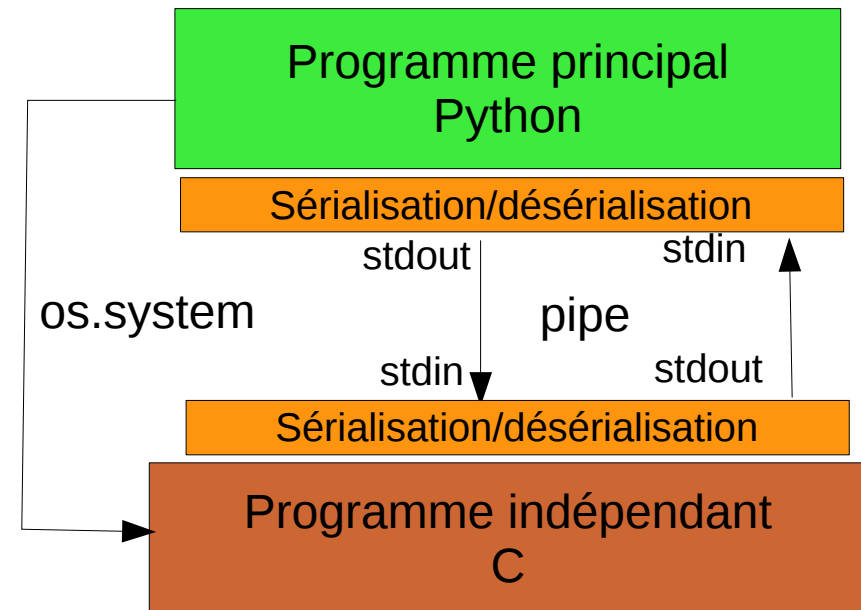 Programme principal
Python
Sérialisation/désérialisation
stdout
stdin
os.system
pipe
stdin
stdout
Sérialisation/désérialisation
Programme indépendant
C